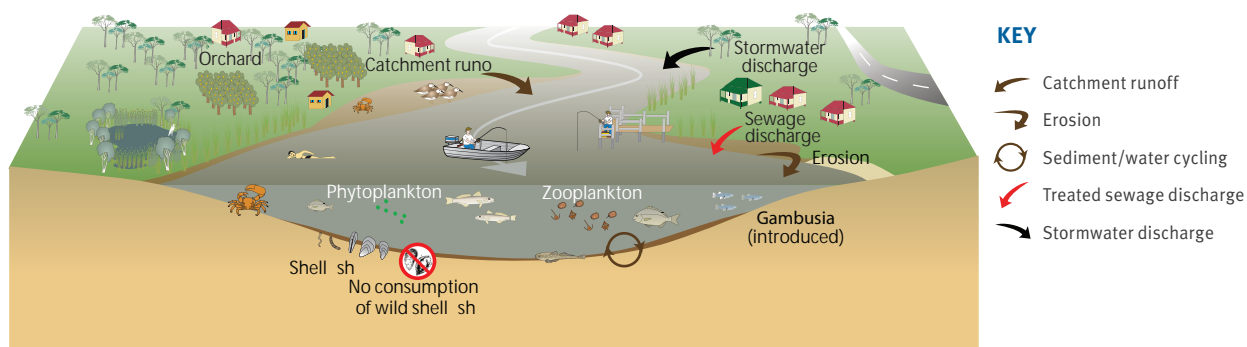 Orchard
Catchment runo
Stormwater
discharge
Sewage
discharge
Erosion
Phytoplankton
Zooplankton
Gambusia
(introduced)
Shell sh
No consumption
of wild shell sh
KEY
Catchment runoff
Erosion
Sediment/water cycling
Treated sewage discharge
Stormwater discharge